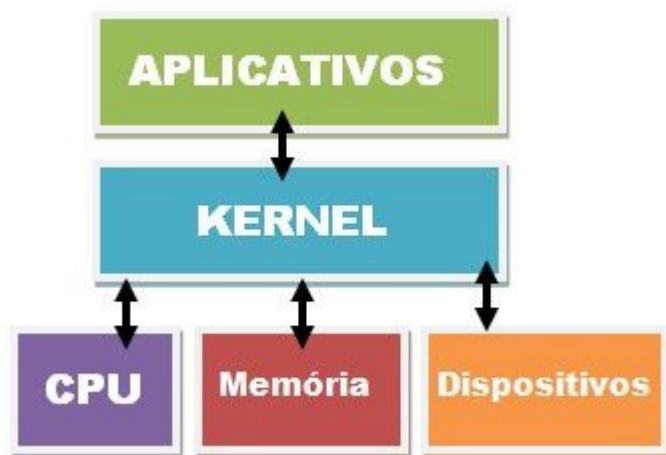 APLICATIVOS
KERNEL
CPU
Memória
Dispositivos